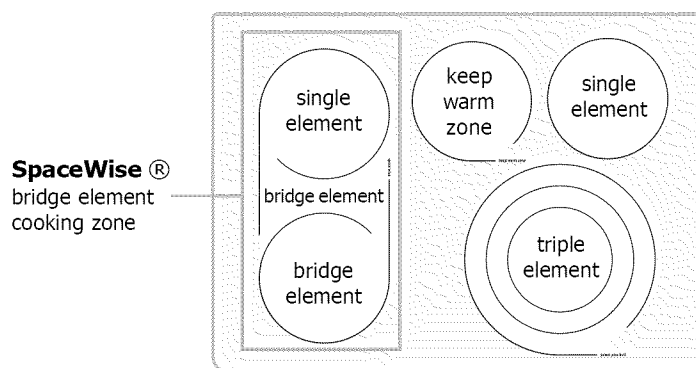 single
element
keep
warm
zone
single
element
SpaceWise ®
bridge element
cooking zone
bridge element
bridge
element
triple
element